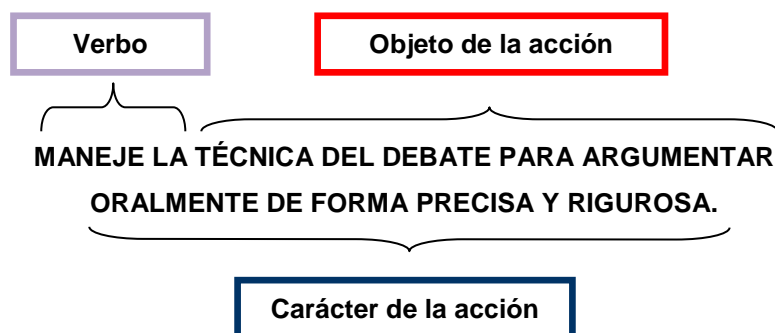 Verbo
Objeto de la acción
MANEJE LA TÉCNICA DEL DEBATE PARA ARGUMENTAR
ORALMENTE DE FORMA PRECISA Y RIGUROSA.
Carácter de la acción